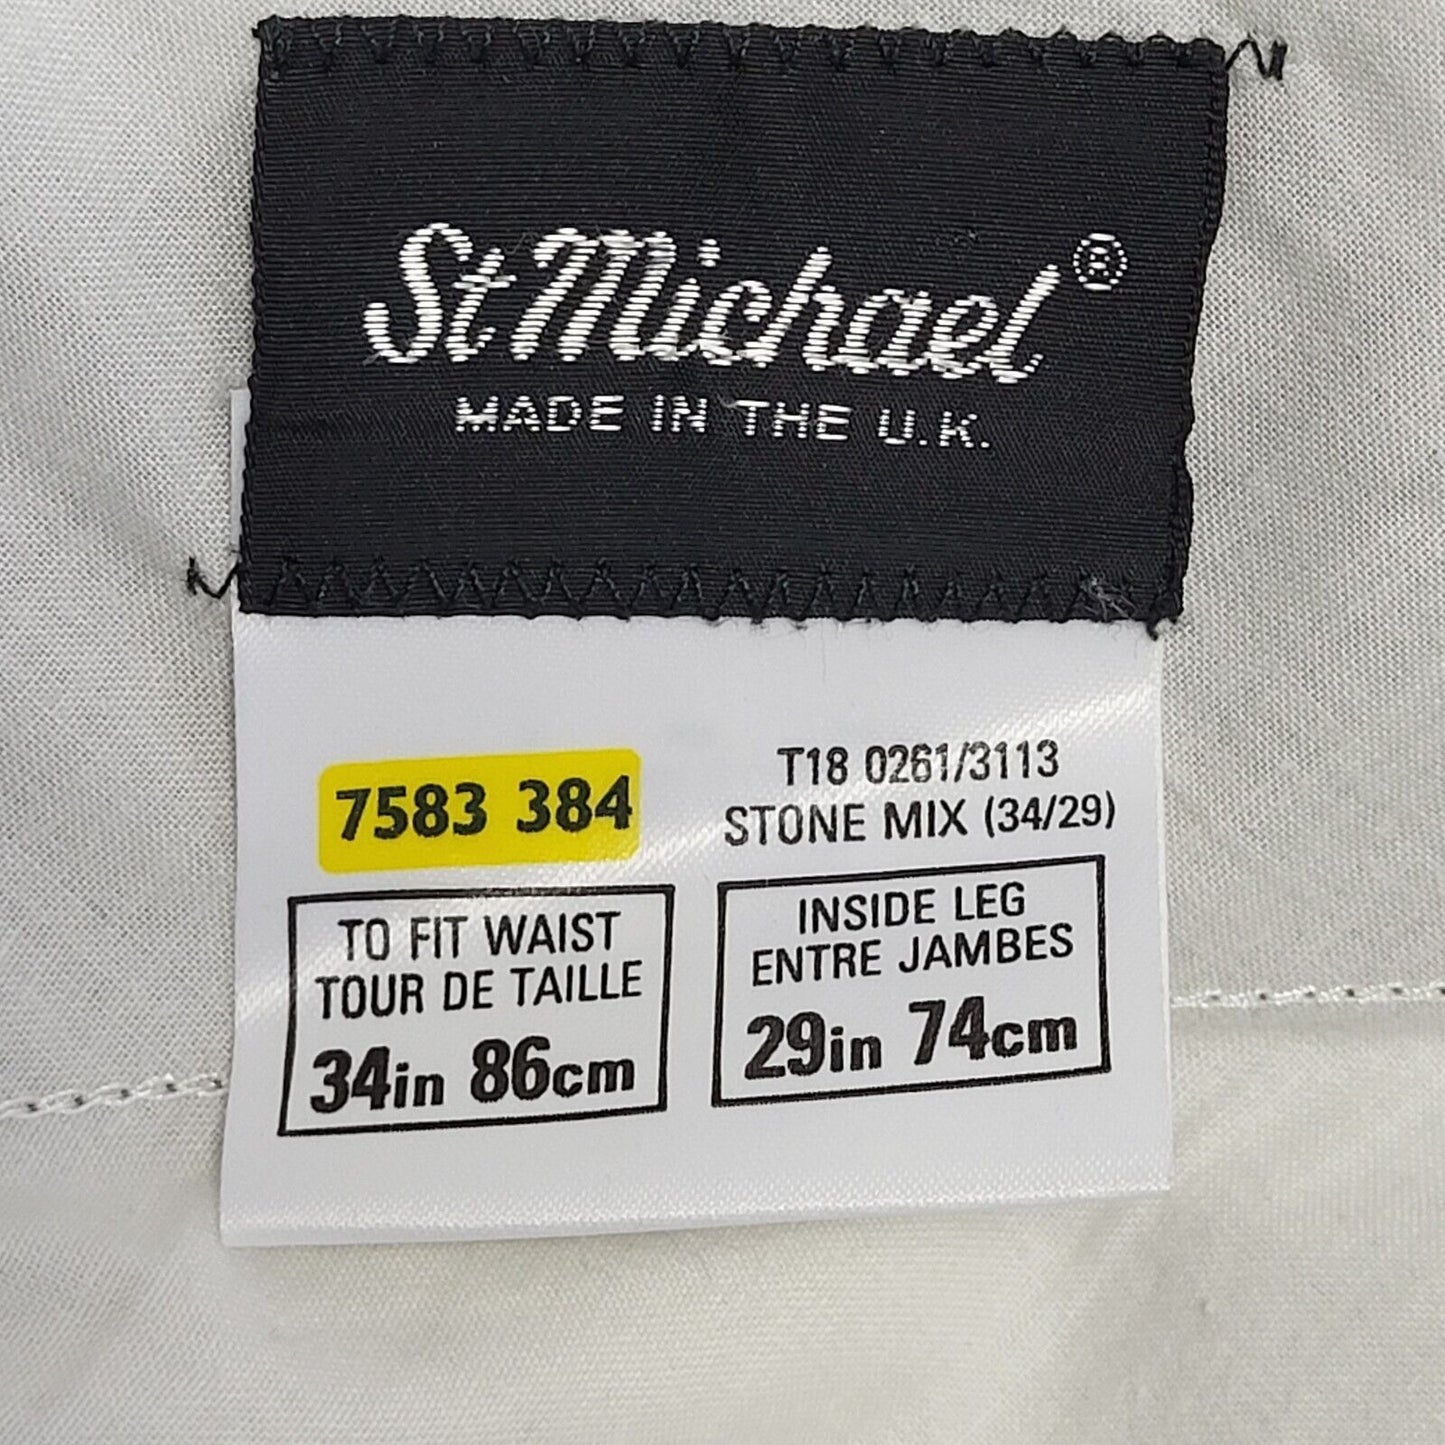 St Michael®
MADE IN THE U.K.
7583 384
T18 0261/3113
STONE MIX (34/29)
TO FIT WAIST
TOUR DE TAILLE
34in 86cm
INSIDE LEG
ENTRE JAMBES
29in 74cm